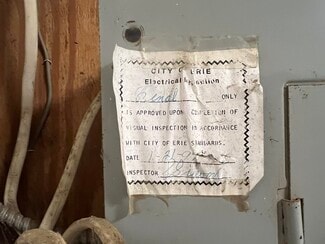 CITY OF ERIE
Electrical Inspection
ONLY
IS APPROVED UPON COMPLETION OF
VISUAL INSPECTION IN ACCORDANCE
WITH CITY OF ERIE STANDARDS.
DATE
INSPECTOR